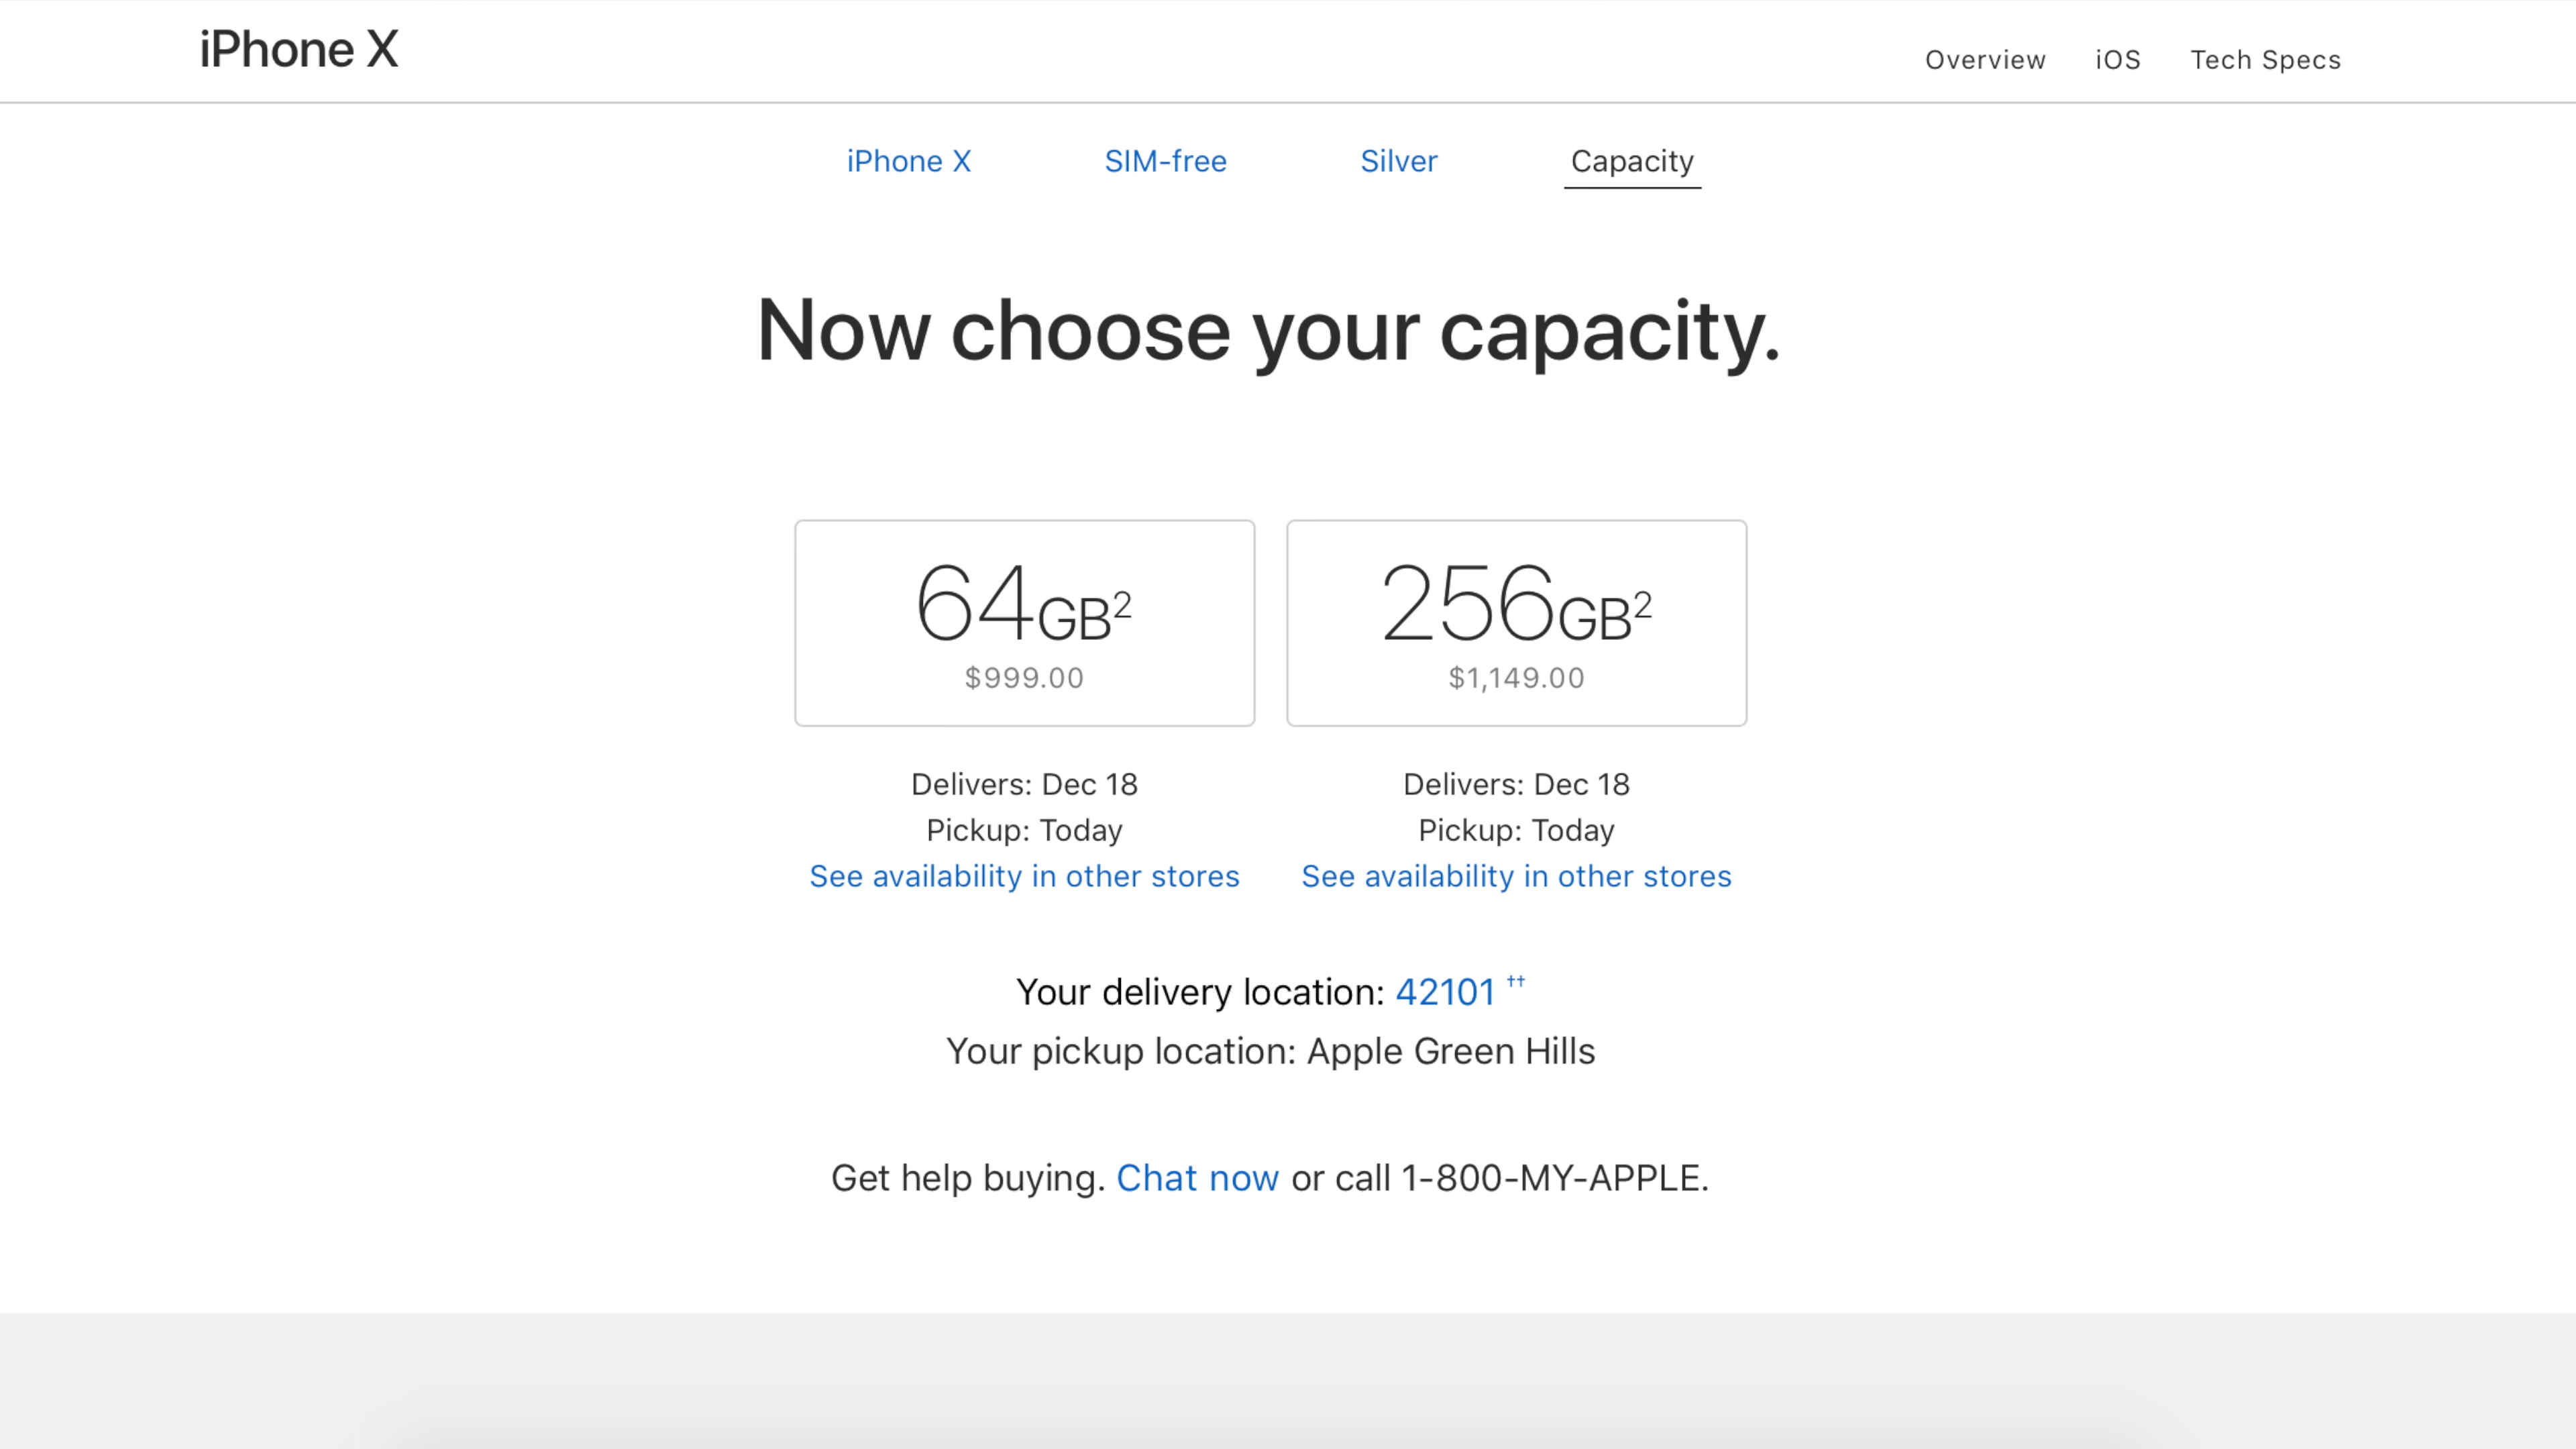 iPhone X
Overview iOS Tech Specs
iPhone X SIM-free Silver Capacity
Now choose your capacity.
64GB² 256GB²
$999.00 $1,149.00
Delivers: Dec 18 Delivers: Dec 18
Pickup: Today Pickup: Today
See availability in other stores See availability in other stores
Your delivery location: 42101 ††
Your pickup location: Apple Green Hills
Get help buying. Chat now or call 1-800-MY-APPLE.